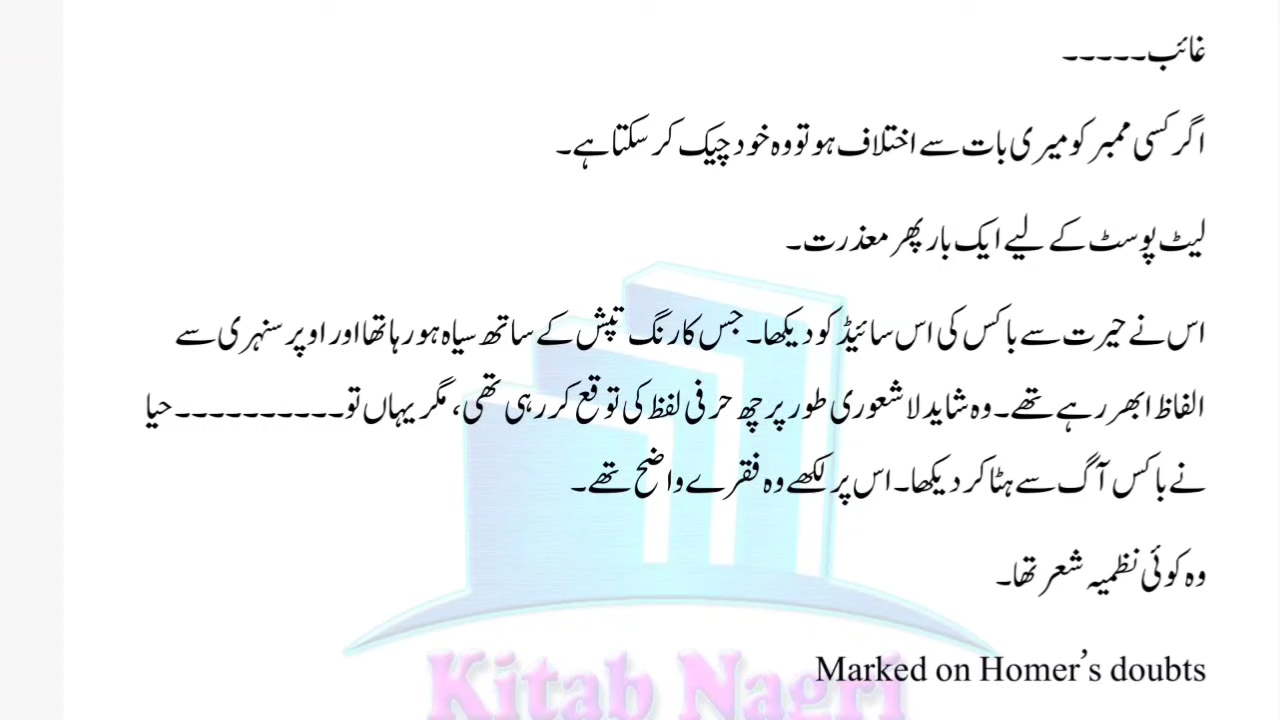 غائب۔۔۔۔۔
اگر کسی ممبر کو میری بات سے اختلاف ہو تو وہ خود چیک کر سکتا ہے۔
لیٹ پوسٹ کے لیے ایک بار پھر معذرت۔
اس نے حیرت سے باکس کی اس سائیڈ کو دیکھا۔ جس کا رنگ تپش کے ساتھ سیاہ ہو رہا تھا اور اوپر سنہری سے
الفاظ ابھر رہے تھے۔ وہ شاید لاشعوری طور پر چھ حرفی لفظ کی توقع کر رہی تھی، مگر یہاں تو۔۔۔۔۔۔۔۔۔۔ حیا
نے باکس آگ سے ہٹا کر دیکھا۔ اس پر لکھے وہ فقرے واضح تھے۔
وہ کوئی نظمیہ شعر تھا۔
Marked on Homer’s doubts
Kitab Nagri